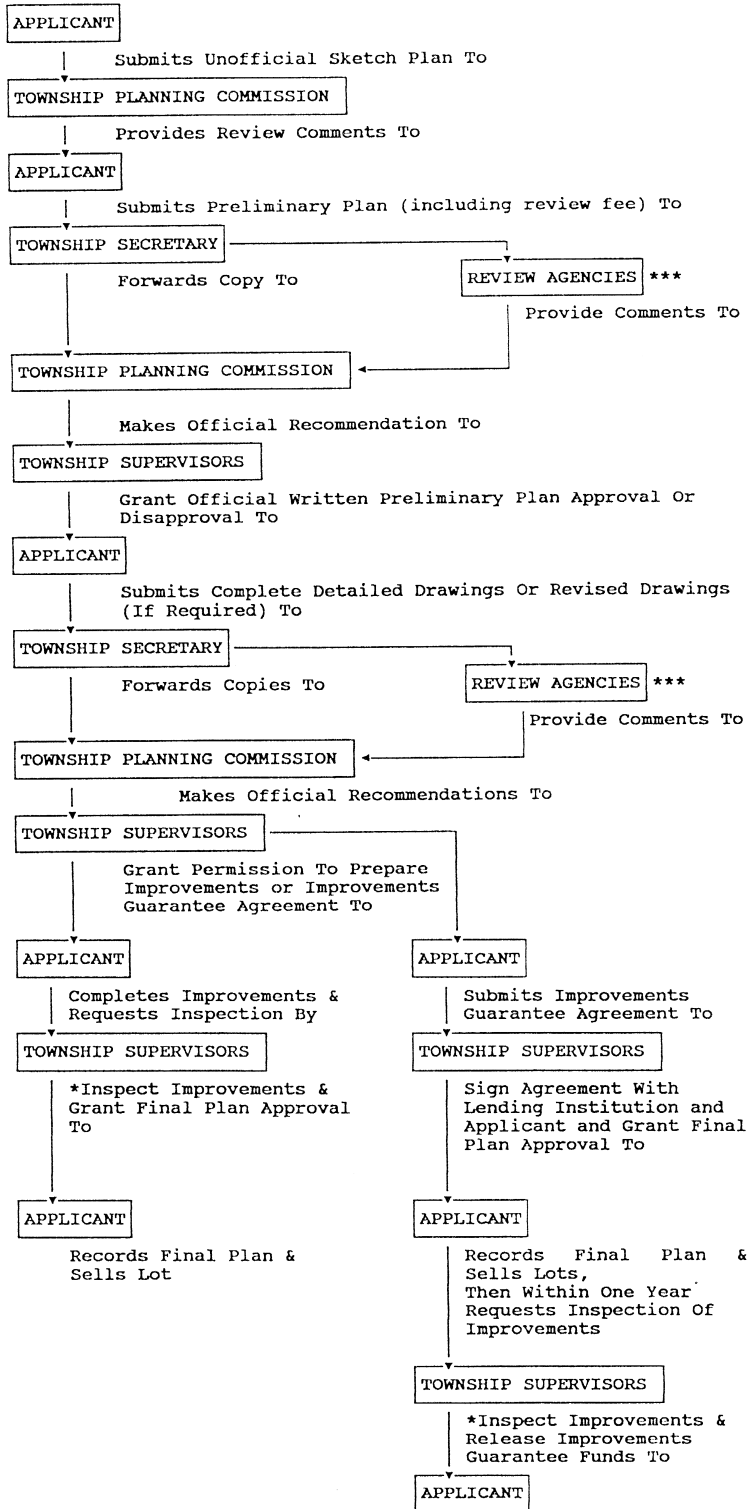 APPLICANT
Submits Unofficial Sketch Plan To
TOWNSHIP PLANNING COMMISSION
Provides Review Comments To
APPLICANT
Submits Preliminary Plan (including review fee) To
TOWNSHIP SECRETARY
Forwards Copy To
REVIEW AGENCIES ***
Provide Comments To
TOWNSHIP PLANNING COMMISSION
Makes Official Recommendation To
TOWNSHIP SUPERVISORS
Grant Official Written Preliminary Plan Approval Or
Disapproval To
APPLICANT
Submits Complete Detailed Drawings Or Revised Drawings
(If Required) To
TOWNSHIP SECRETARY
Forwards Copies To
REVIEW AGENCIES ***
Provide Comments To
TOWNSHIP PLANNING COMMISSION
Makes Official Recommendations To
TOWNSHIP SUPERVISORS
Grant Permission To Prepare
Improvements or Improvements
Guarantee Agreement To
APPLICANT
Completes Improvements &
Requests Inspection By
TOWNSHIP SUPERVISORS
*Inspect Improvements &
Grant Final Plan Approval
To
APPLICANT
Records Final Plan &
Sells Lot
APPLICANT
Submits Improvements
Guarantee Agreement To
TOWNSHIP SUPERVISORS
Sign Agreement With
Lending Institution and
Applicant and Grant Final
Plan Approval To
APPLICANT
Records Final Plan &
Sells Lots,
Then Within One Year
Requests Inspection Of
Improvements
TOWNSHIP SUPERVISORS
*Inspect Improvements &
Release Improvements
Guarantee Funds To
APPLICANT